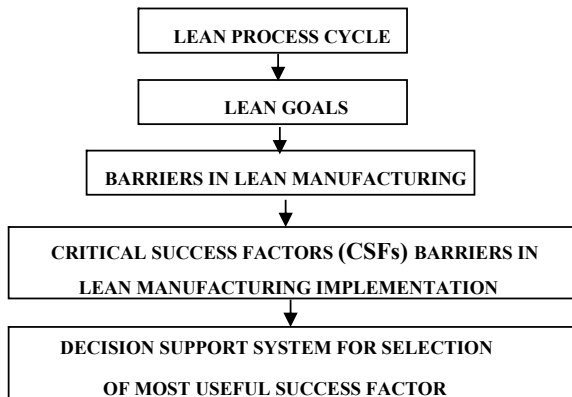 LEAN PROCESS CYCLE
LEAN GOALS
BARRIERS IN LEAN MANUFACTURING
CRITICAL SUCCESS FACTORS (CSFs) BARRIERS IN
LEAN MANUFACTURING IMPLEMENTATION
DECISION SUPPORT SYSTEM FOR SELECTION
OF MOST USEFUL SUCCESS FACTOR